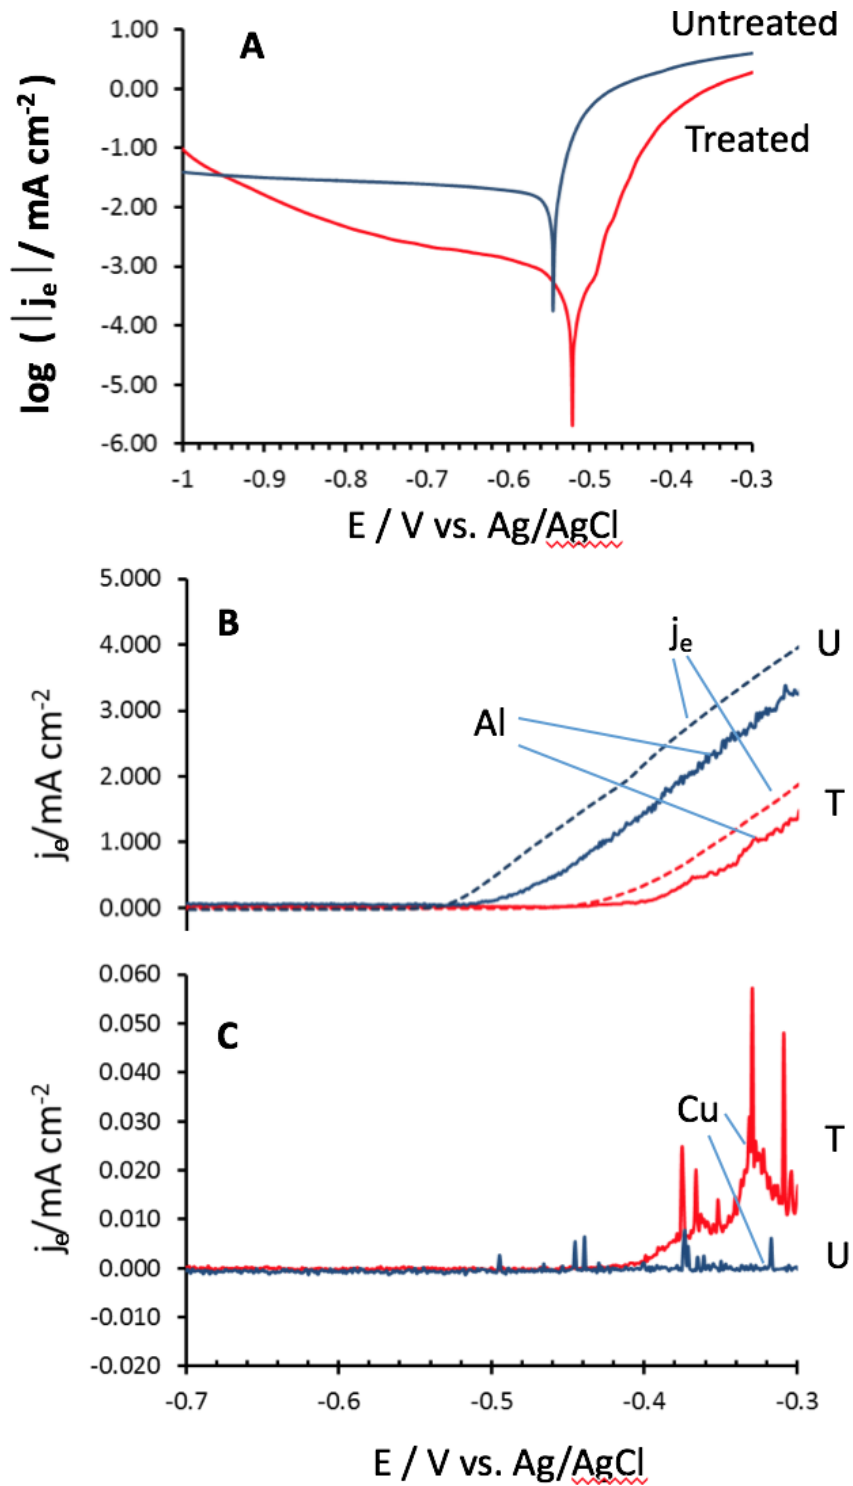 Untreated
1.00
A
0.00
Treated
-1.00
-2.00
-3.00
-4.00
-5.00
-6.00
log (|jₑ|/ mA cm⁻²)
-1 -0.9 -0.8 -0.7 -0.6 -0.5 -0.4 -0.3
E / V vs. Ag/AgCl
5.000
B
jₑ
U
4.000
3.000
Al
2.000
T
1.000
0.000
jₑ/mA cm⁻²
0.060
C
0.050
0.040
Cu
0.030
T
0.020
0.010
U
0.000
-0.010
-0.020
jₑ/mA cm⁻²
-0.7 -0.6 -0.5 -0.4 -0.3
E / V vs. Ag/AgCl